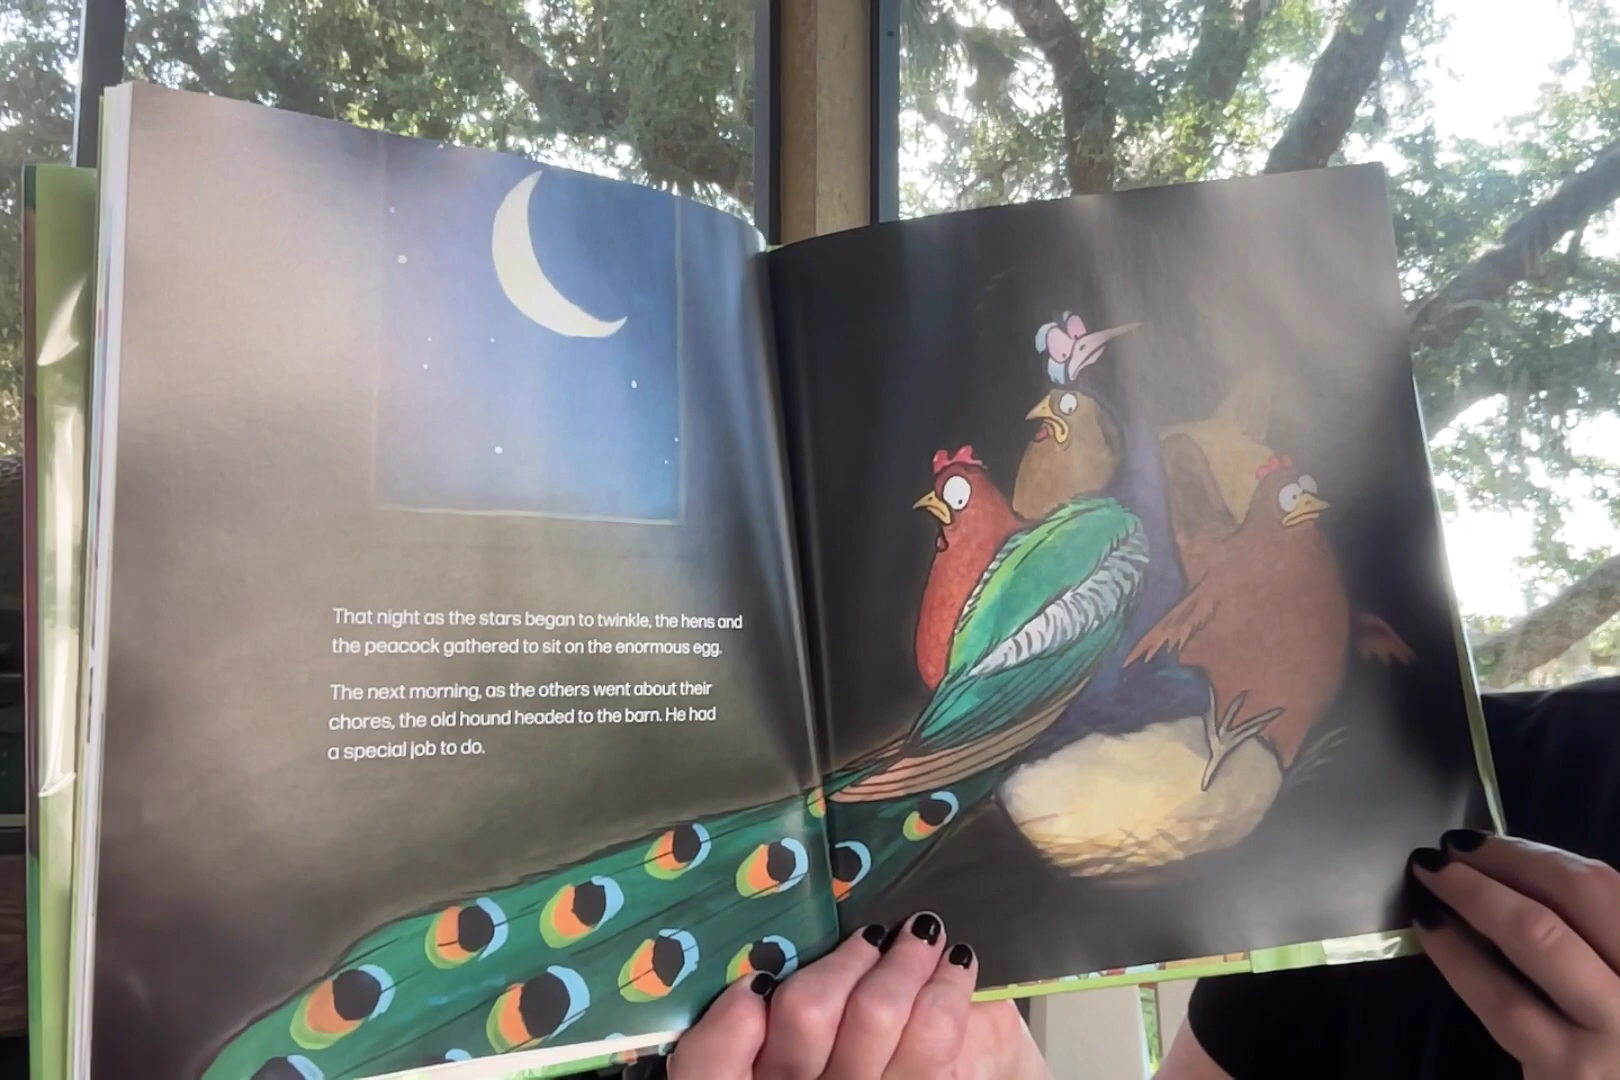 That night as the stars began to twinkle, the hens and
the peacock gathered to sit on the enormous egg.
The next morning, as the others went about their
chores, the old hound headed to the barn. He had
a special job to do.